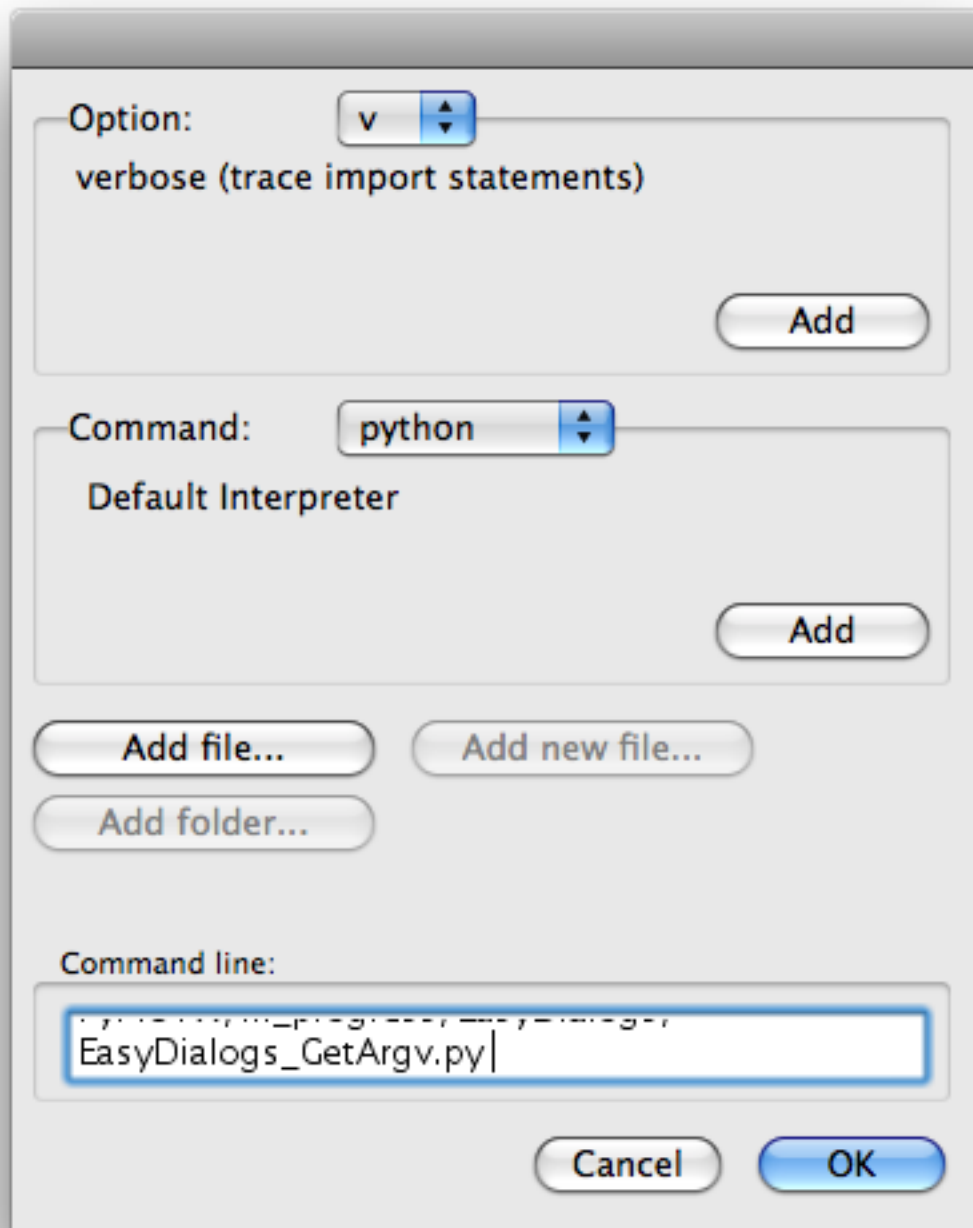 Option: v
verbose (trace import statements)
Add
Command: python
Default Interpreter
Add
Add file... Add new file...
Add folder...
Command line:
EasyDialogs_GetArgv.py
Cancel OK